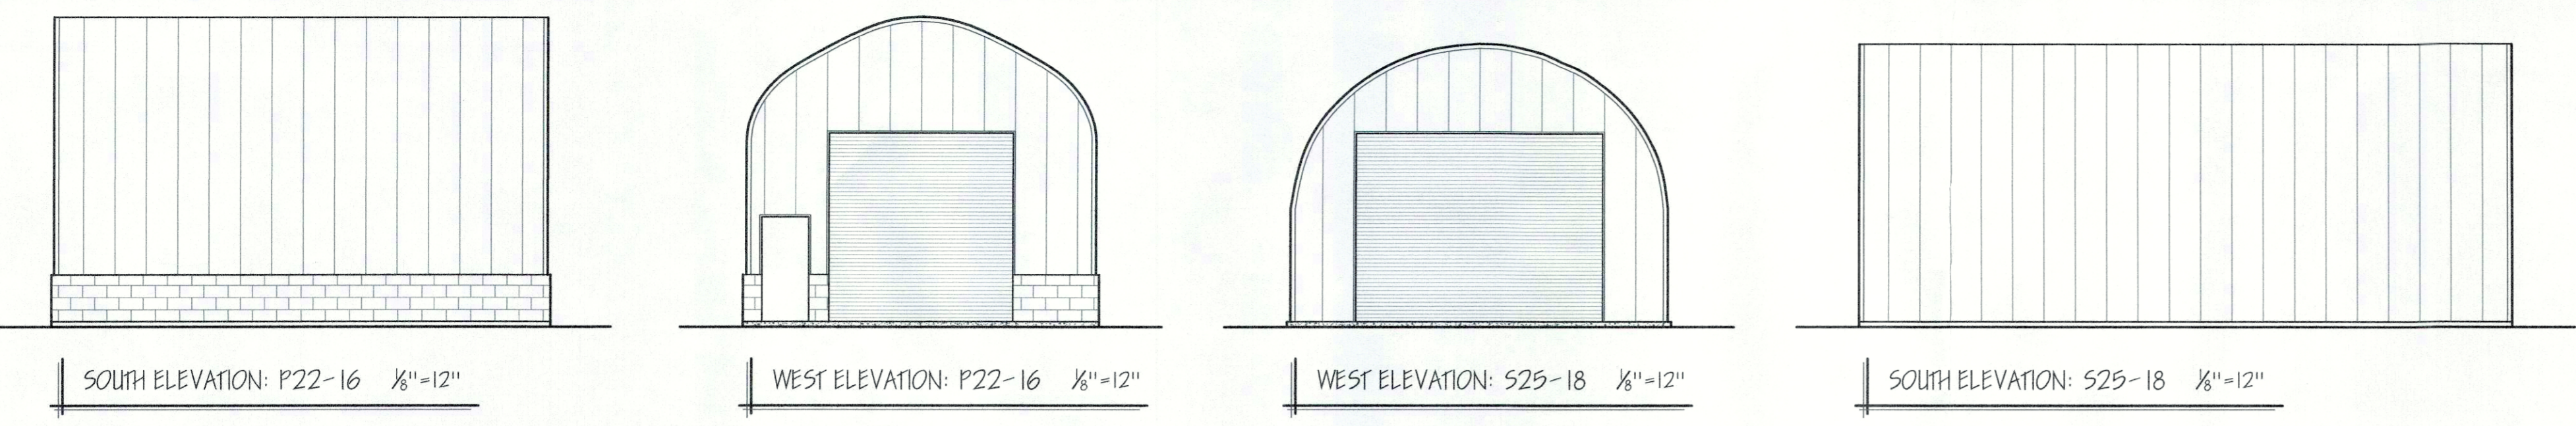 SOUTH ELEVATION: P22-16 ⅛"=12"
WEST ELEVATION: P22-16 ⅛"=12"
WEST ELEVATION: S25-18 ⅛"=12"
SOUTH ELEVATION: S25-18 ⅛"=12"